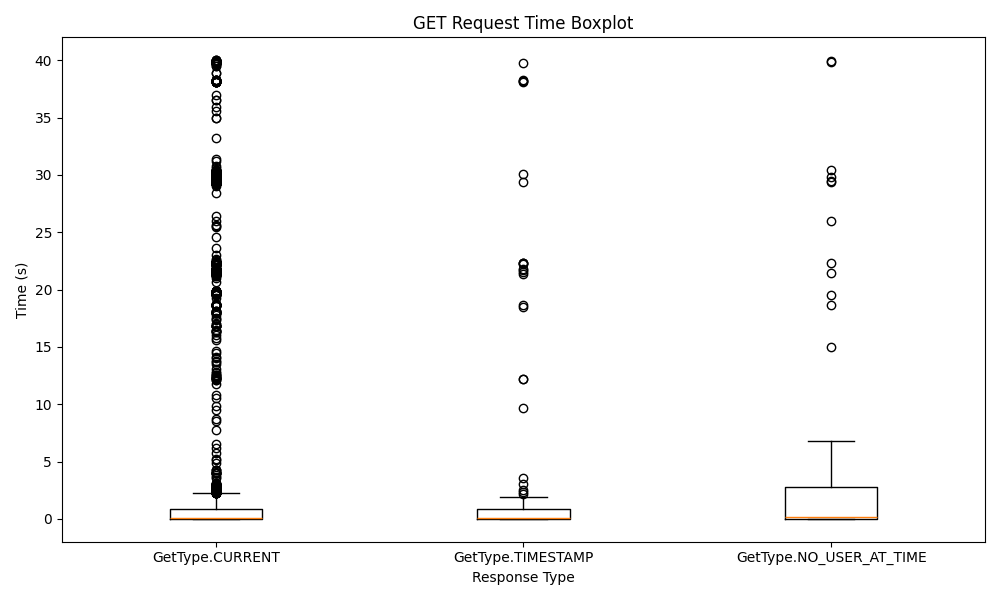 GET Request Time Boxplot
40
35
30
25
20
15
10
5
0
Time (s)
GetType.CURRENT
GetType.TIMESTAMP
GetType.NO_USER_AT_TIME
Response Type